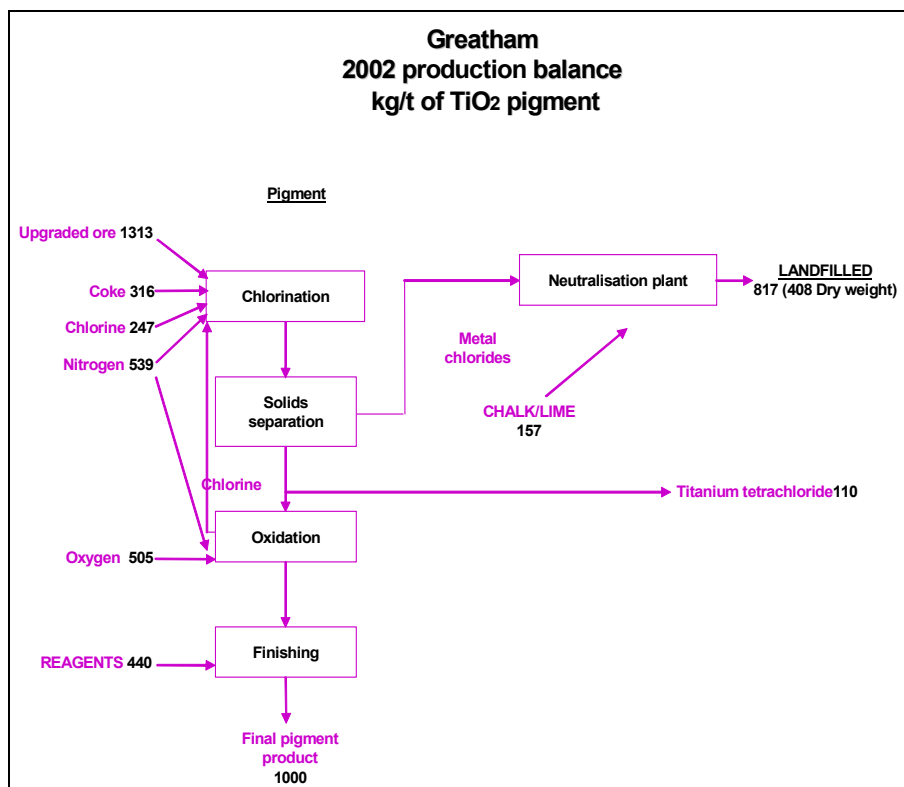 Greatham
2002 production balance
kg/t of TiO2 pigment
Pigment
Upgraded ore 1313
Coke 316
Chlorine 247
Nitrogen 539
Chlorination
Neutralisation plant
LANDFILLED
817 (408 Dry weight)
Metal
chlorides
Solids
separation
CHALK/LIME
157
Chlorine
Titanium tetrachloride110
Oxidation
Oxygen 505
Finishing
REAGENTS 440
Final pigment
product
1000